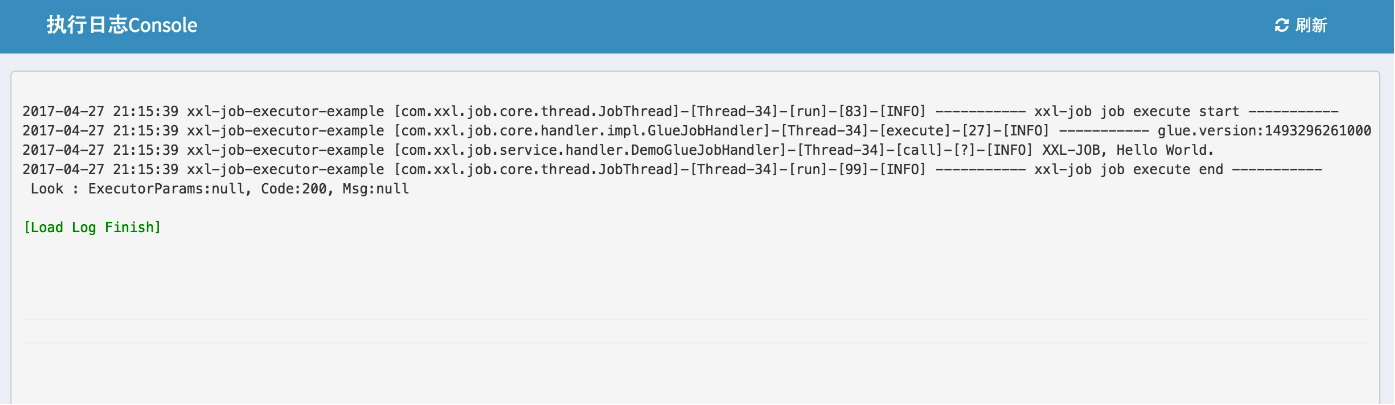 执行日志Console
刷新
2017-04-27 21:15:39 xxl-job-executor-example [com.xxl.job.core.thread.JobThread]-[Thread-34]-[run]-[83]-[INFO] ----------- xxl-job job execute start -----------
2017-04-27 21:15:39 xxl-job-executor-example [com.xxl.job.core.handler.impl.GlueJobHandler]-[Thread-34]-[execute]-[27]-[INFO] ----------- glue.version:1493296261000
2017-04-27 21:15:39 xxl-job-executor-example [com.xxl.job.service.handler.DemoGlueJobHandler]-[Thread-34]-[call]-[?]-[INFO] XXL-JOB, Hello World.
2017-04-27 21:15:39 xxl-job-executor-example [com.xxl.job.core.thread.JobThread]-[Thread-34]-[run]-[99]-[INFO] ----------- xxl-job job execute end -----------
Look : ExecutorParams:null, Code:200, Msg:null
[Load Log Finish]